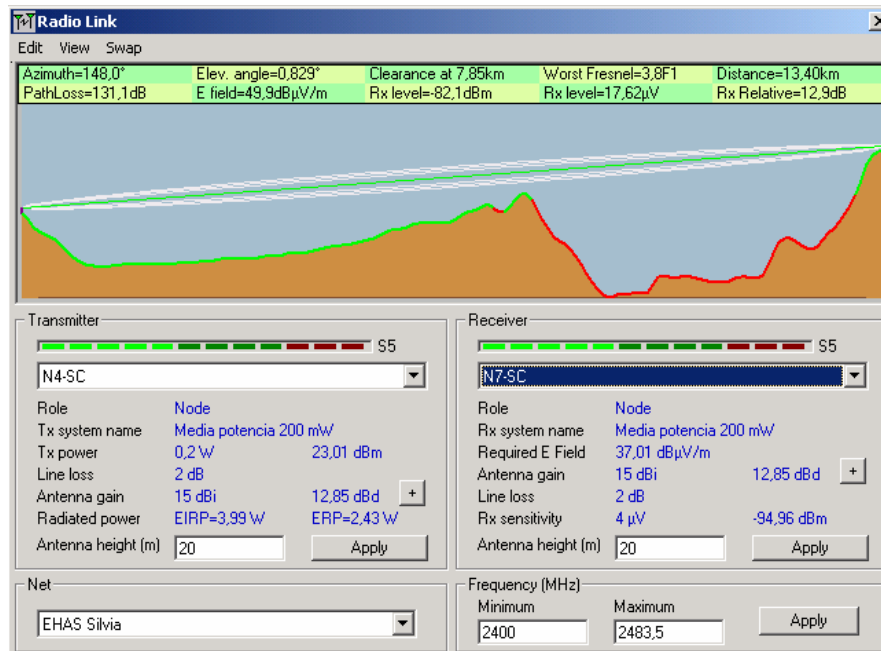 Radio Link
Edit View Swap
Azimuth=148,0° Elev. angle=0,829° Clearance at 7,85km Worst Fresnel=3,8F1 Distance=13,40km
PathLoss=131,1dB E field=49,9dBµV/m Rx level=-82,1dBm Rx level=17,62µV Rx Relative=12,9dB
Transmitter
S5
N4-SC
Role Node
Tx system name Media potencia 200 mW
Tx power 0,2 W 23,01 dBm
Line loss 2 dB
Antenna gain 15 dBi 12,85 dBd +
Radiated power EIRP=3,99 W ERP=2,43 W
Antenna height (m) 20 Apply
Receiver
S5
N7-SC
Role Node
Rx system name Media potencia 200 mW
Required E Field 37,01 dBµV/m
Antenna gain 15 dBi 12,85 dBd +
Line loss 2 dB
Rx sensitivity 4 µV -94,96 dBm
Antenna height (m) 20 Apply
Net
EHAS Silvia
Frequency (MHz)
Minimum Maximum
2400 2483,5 Apply